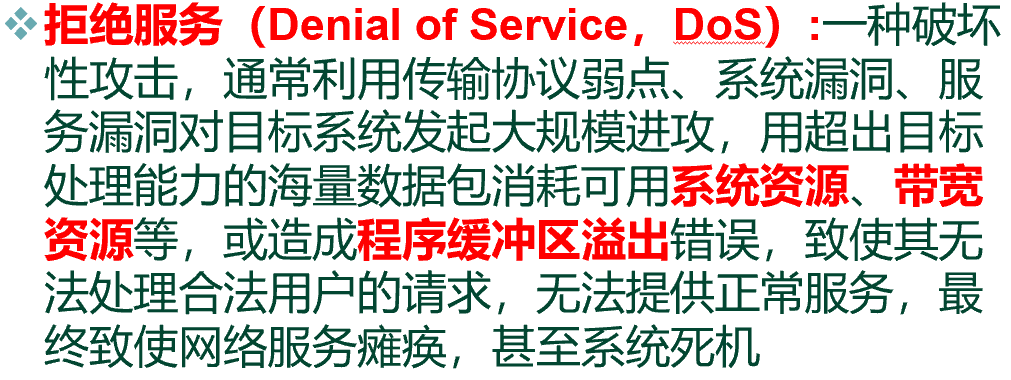 拒绝服务（Denial of Service，DoS）:一种破坏
性攻击，通常利用传输协议弱点、系统漏洞、服
务漏洞对目标系统发起大规模进攻，用超出目标
处理能力的海量数据包消耗可用系统资源、带宽
资源等，或造成程序缓冲区溢出错误，致使其无
法处理合法用户的请求，无法提供正常服务，最
终致使网络服务瘫痪，甚至系统死机